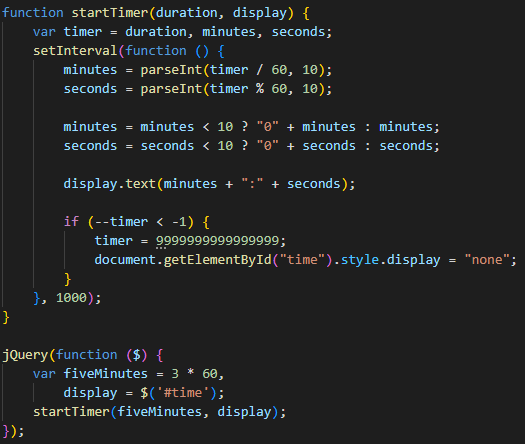 function startTimer(duration, display) {
    var timer = duration, minutes, seconds;
    setInterval(function () {
        minutes = parseInt(timer / 60, 10);
        seconds = parseInt(timer % 60, 10);

        minutes = minutes < 10 ? "0" + minutes : minutes;
        seconds = seconds < 10 ? "0" + seconds : seconds;

        display.text(minutes + ":" + seconds);

        if (--timer < -1) {
            timer = 9999999999999999;
            document.getElementById("time").style.display = "none";
        }
    }, 1000);
}

jQuery(function ($) {
    var fiveMinutes = 3 * 60,
        display = $('#time');
    startTimer(fiveMinutes, display);
});